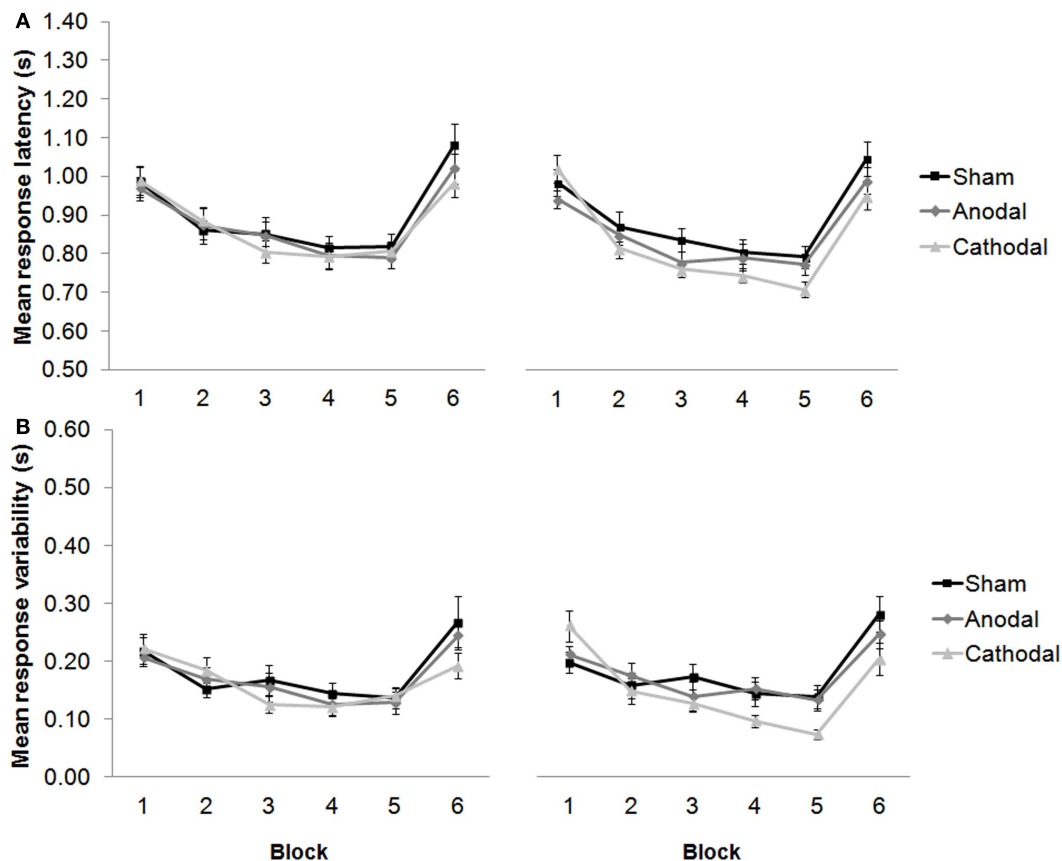 A
Mean response latency (s)
1.40
1.30
1.20
1.10
1.00
0.90
0.80
0.70
0.60
0.50
1 2 3 4 5 6
1 2 3 4 5 6
Sham
Anodal
Cathodal
B
Mean response variability (s)
0.60
0.50
0.40
0.30
0.20
0.10
0.00
1 2 3 4 5 6
1 2 3 4 5 6
Block
Block
Sham
Anodal
Cathodal